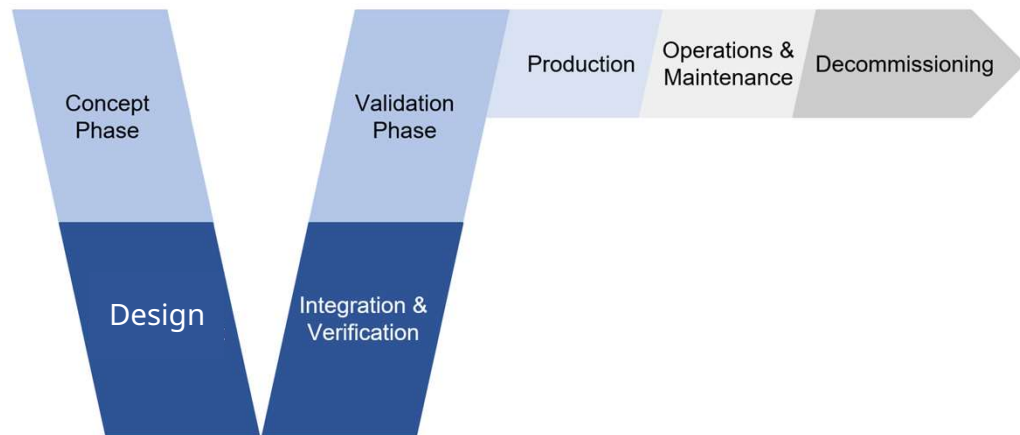 Concept
Phase
Design
Validation
Phase
Integration &
Verification
Production
Operations &
Maintenance
Decommissioning